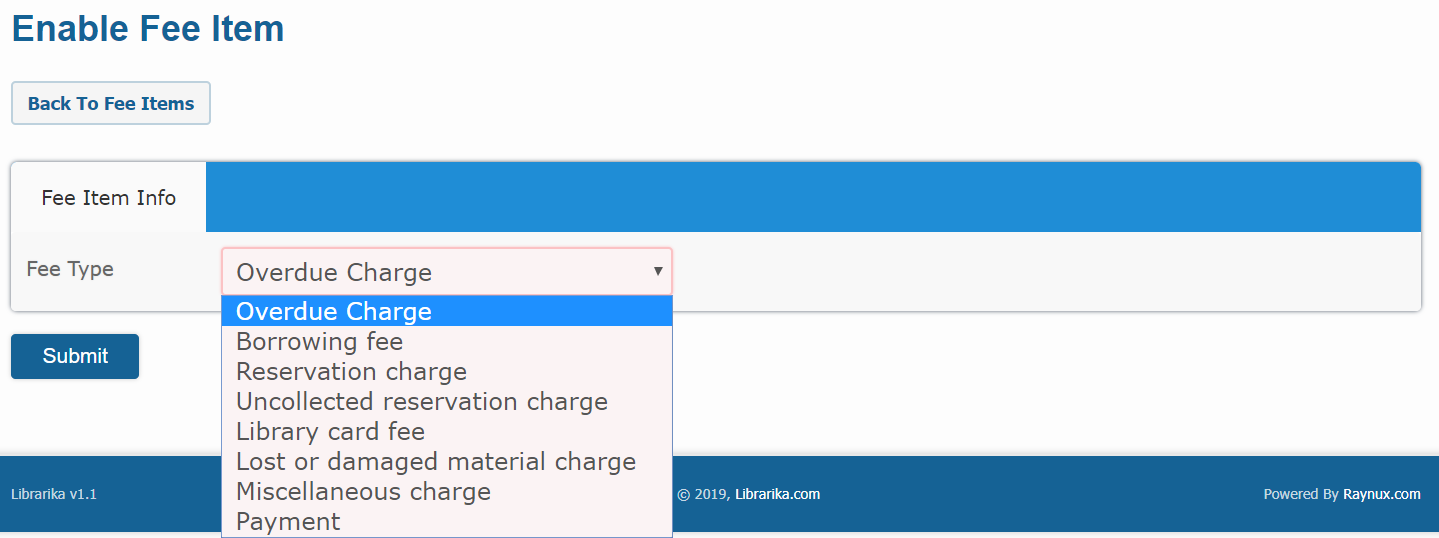 Enable Fee Item
Back To Fee Items
Fee Item Info
Fee Type
Overdue Charge
Overdue Charge
Borrowing fee
Reservation charge
Uncollected reservation charge
Library card fee
Lost or damaged material charge
Miscellaneous charge
Payment
Submit
Librarika v1.1
© 2019, Librarika.com
Powered By Raynux.com